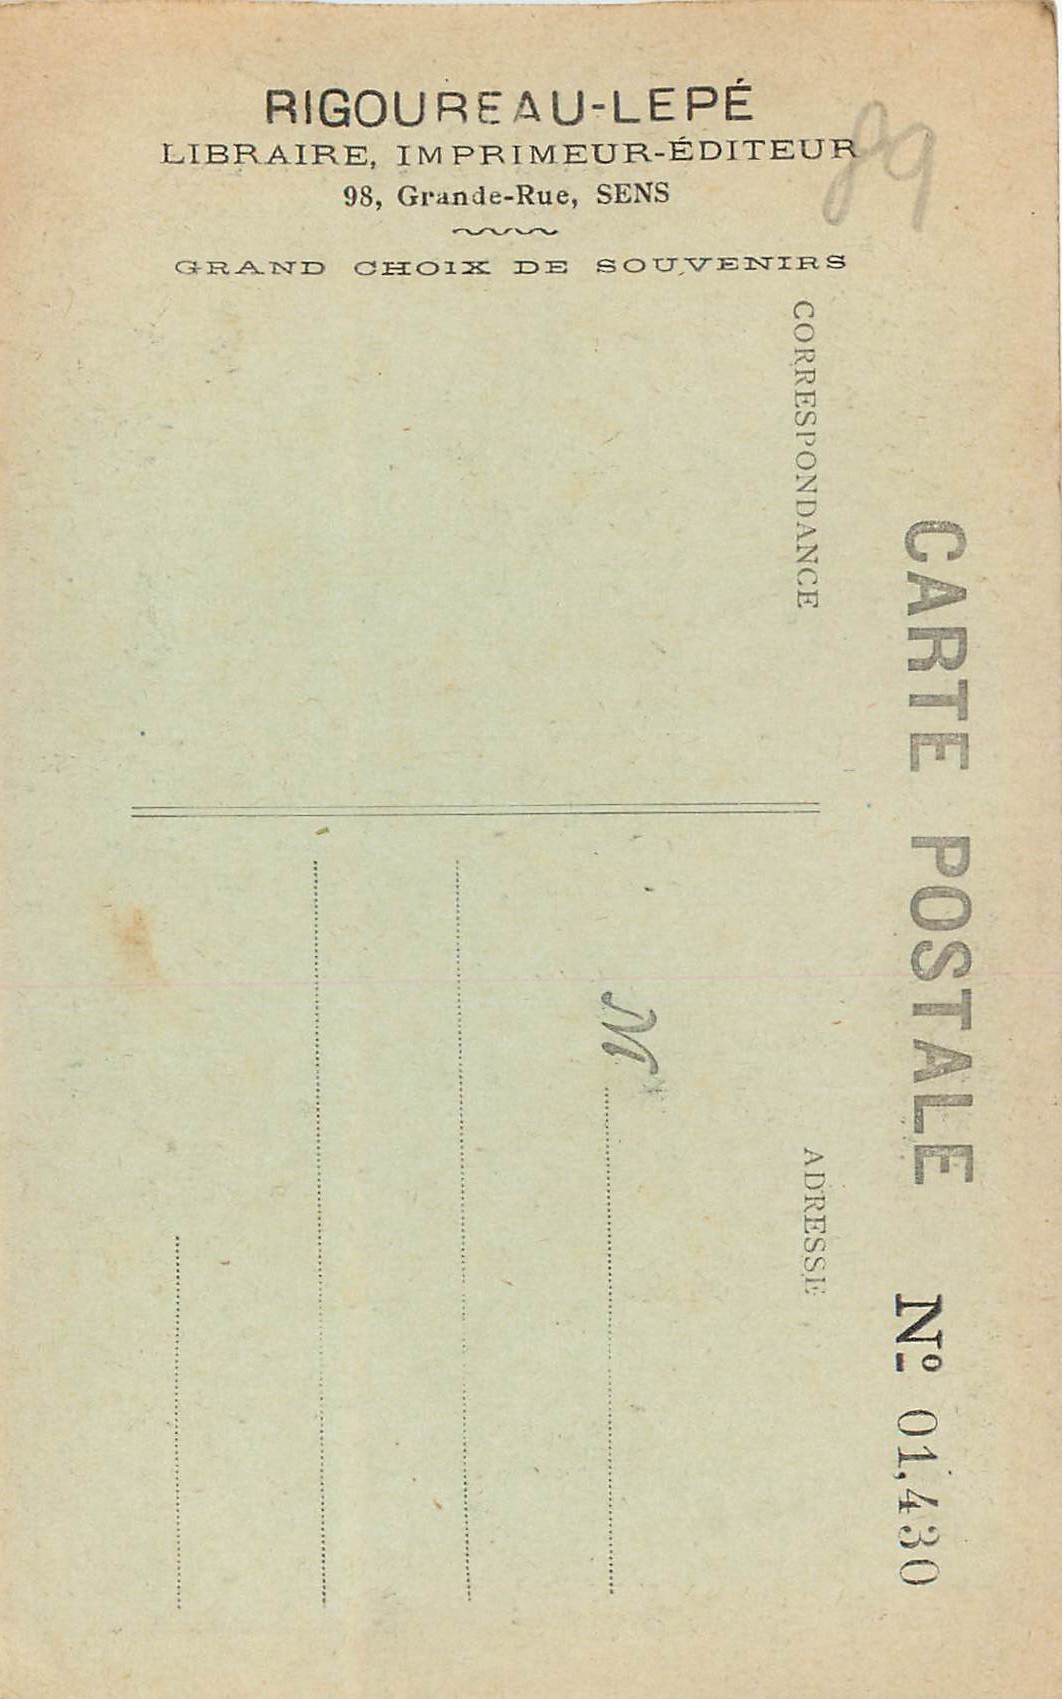 RIGOUREAU-LEPÉ
LIBRAIRE, IMPRIMEUR-ÉDITEUR
98, Grande-Rue, SENS
GRAND CHOIX DE SOUVENIRS
89
CARTE POSTALE Nº 01,430
CORRESPONDANCE
ADRESSE
M